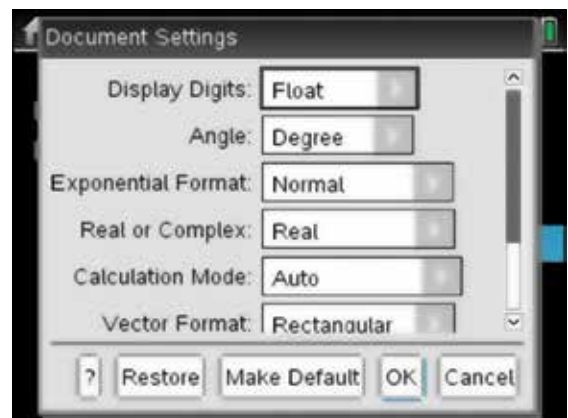 Document Settings
Display Digits: Float
Angle: Degree
Exponential Format: Normal
Real or Complex: Real
Calculation Mode: Auto
Vector Format: Rectangular
? Restore Make Default OK Cancel